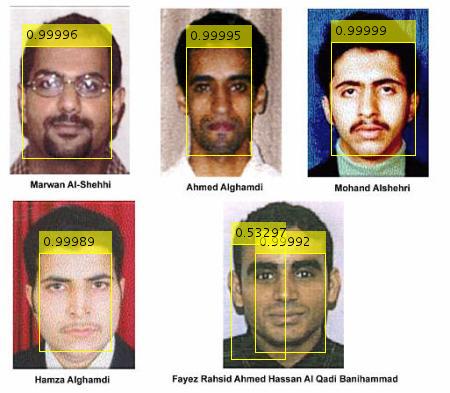 0.99996
0.99995
0.99999
Marwan Al-Shehhi
Ahmed Alghamdi
Mohand Alshehri
0.53297
0.99989
0.99992
Hamza Alghamdi
Fayez Rahsid Ahmed Hassan Al Qadi Banihammad